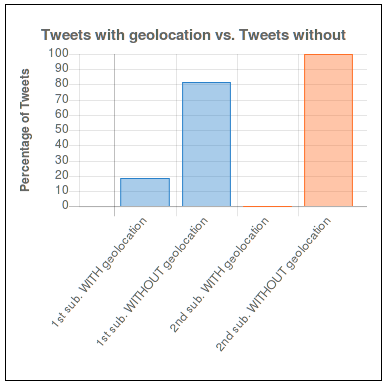 Tweets with geolocation vs. Tweets without
Percentage of Tweets
100
90
80
70
60
50
40
30
20
10
0
1st sub. WITH geolocation
1st sub. WITHOUT geolocation
2nd sub. WITH geolocation
2nd sub. WITHOUT geolocation